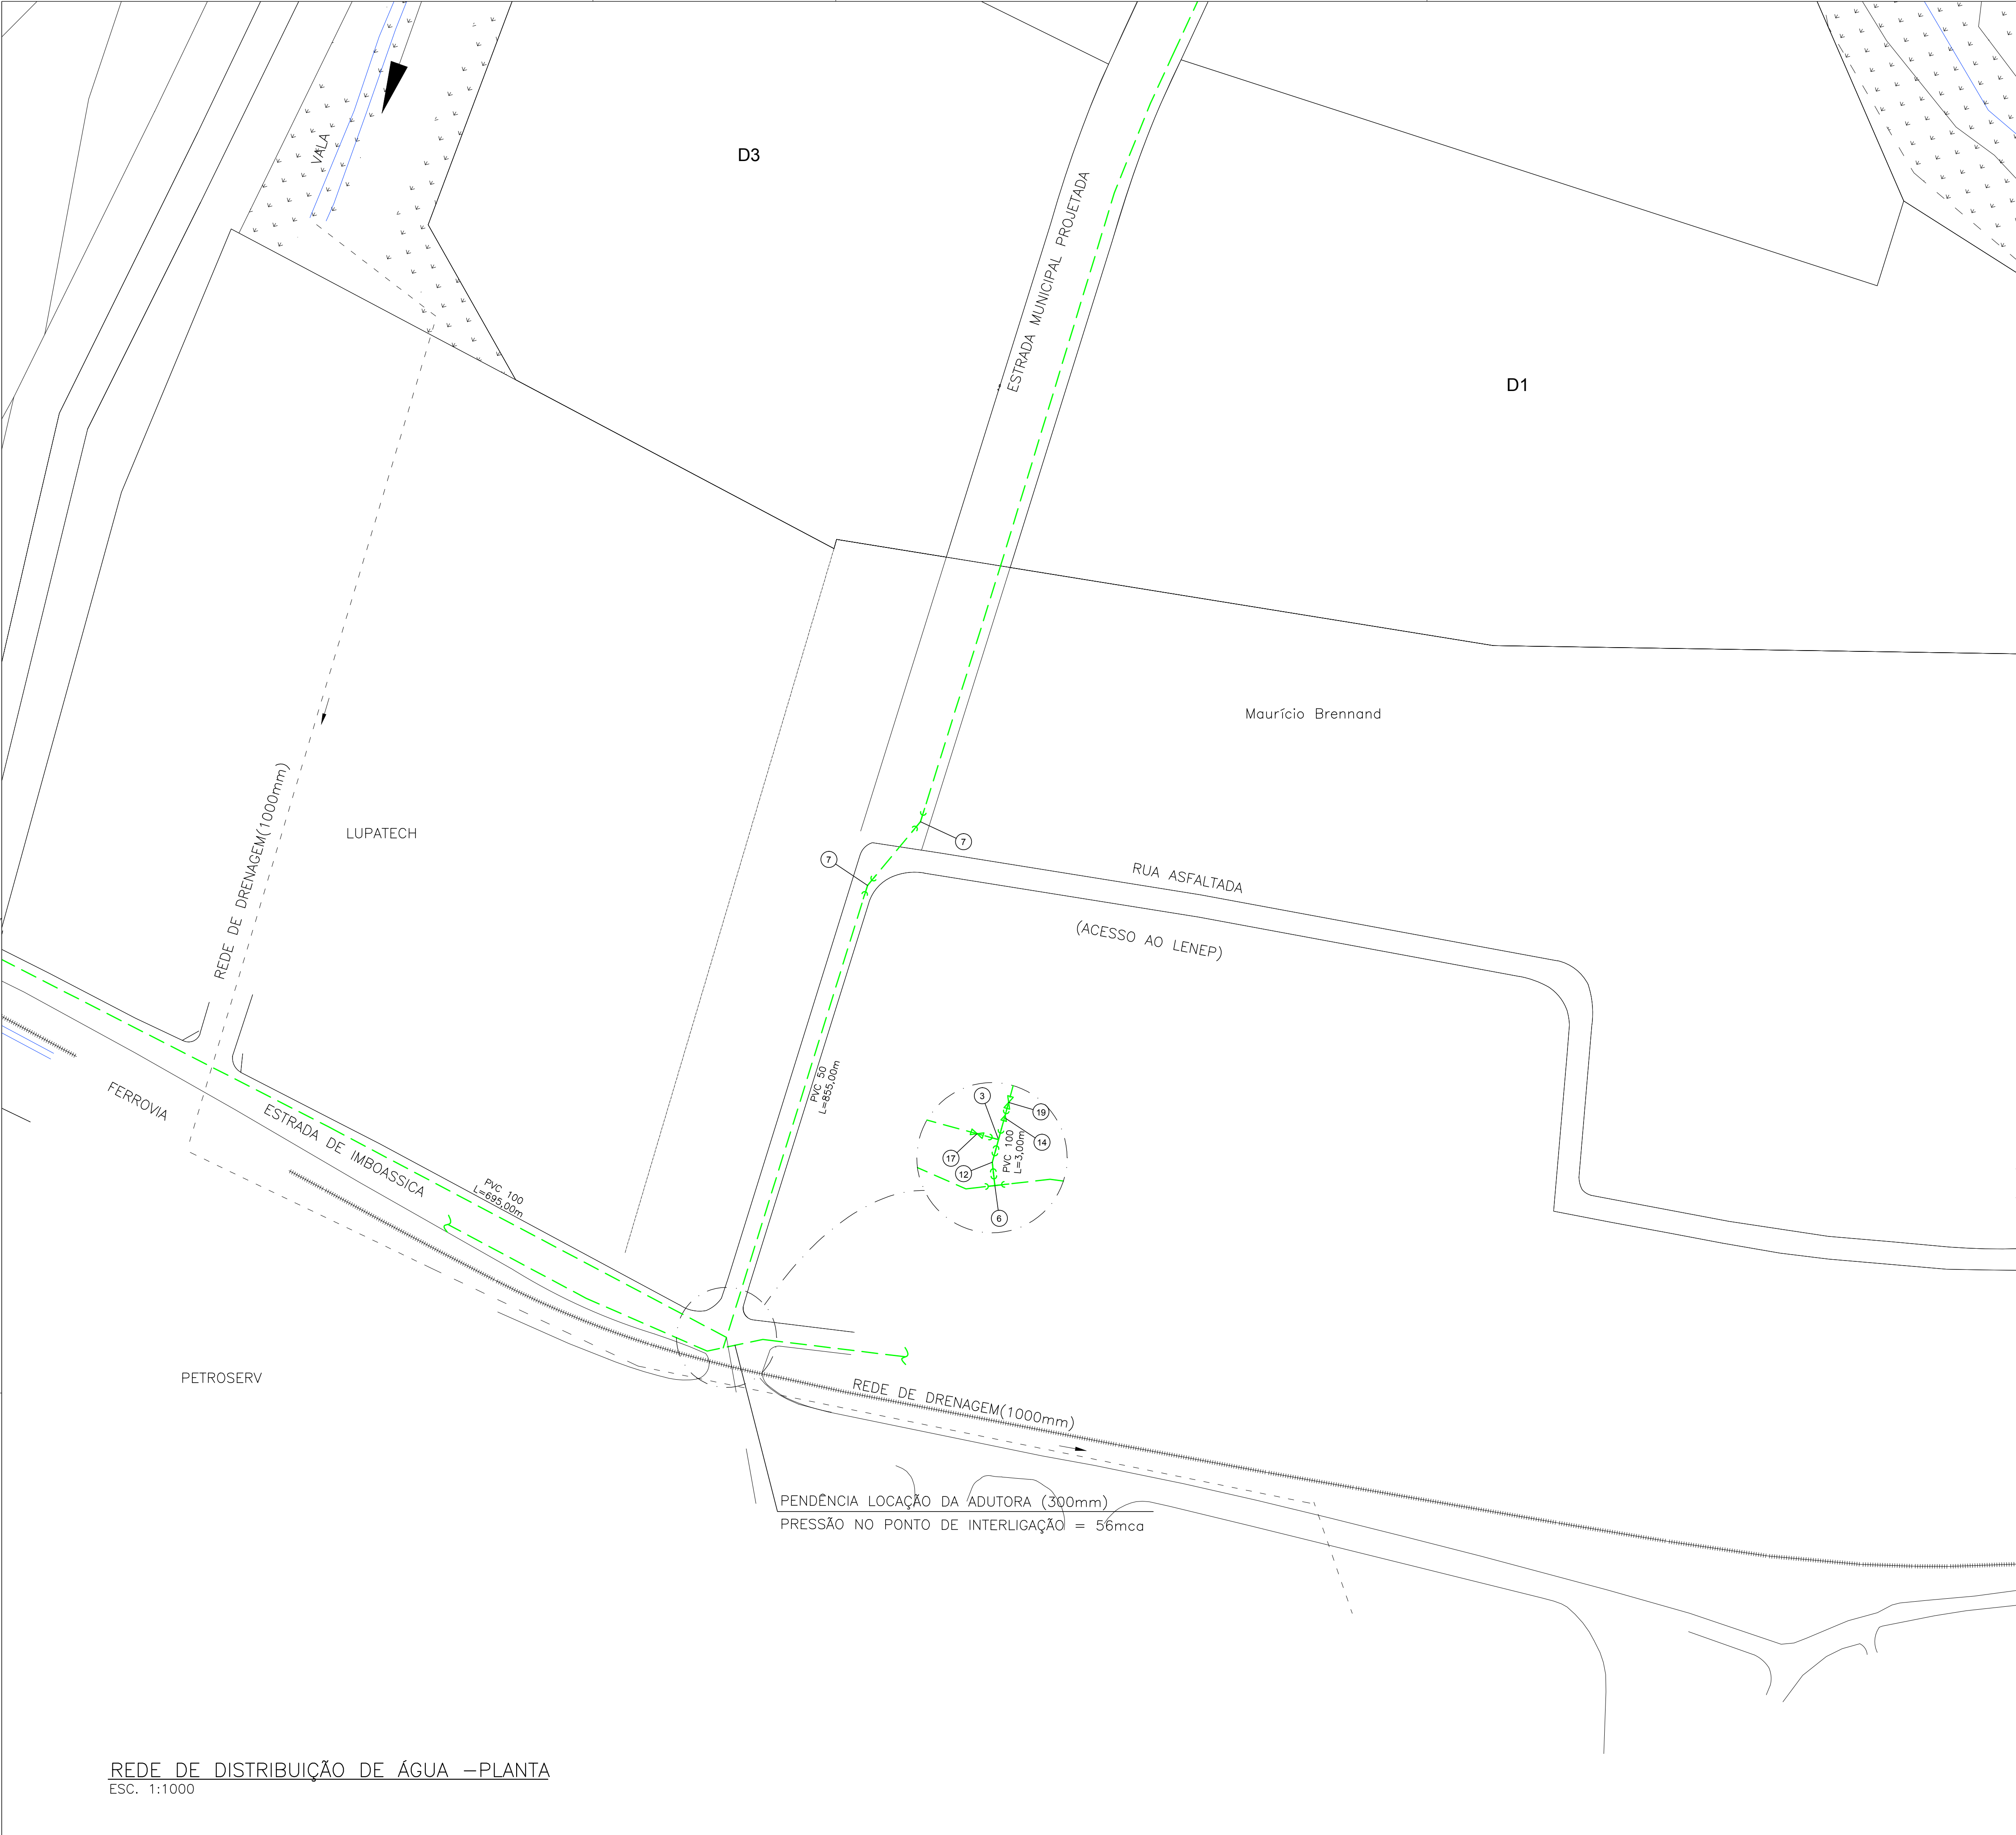 VALA
D3
ESTRADA MUNICIPAL PROJETADA
D1
Maurício Brennand
REDE DE DRENAGEM(1000mm)
LUPATECH
7
7
RUA ASFALTADA
(ACESSO AO LENEP)
FERROVIA
ESTRADA DE IMBOASSICA
PVC 50
L=855,00m
3
19
14
17
12
PVC 100
L=3,00m
6
PVC 100
L=695,00m
PETROSERV
REDE DE DRENAGEM(1000mm)
PENDÊNCIA LOCAÇÃO DA ADUTORA (300mm)
PRESSÃO NO PONTO DE INTERLIGAÇÃO = 56mca
REDE DE DISTRIBUIÇÃO DE ÁGUA -PLANTA
ESC. 1:1000